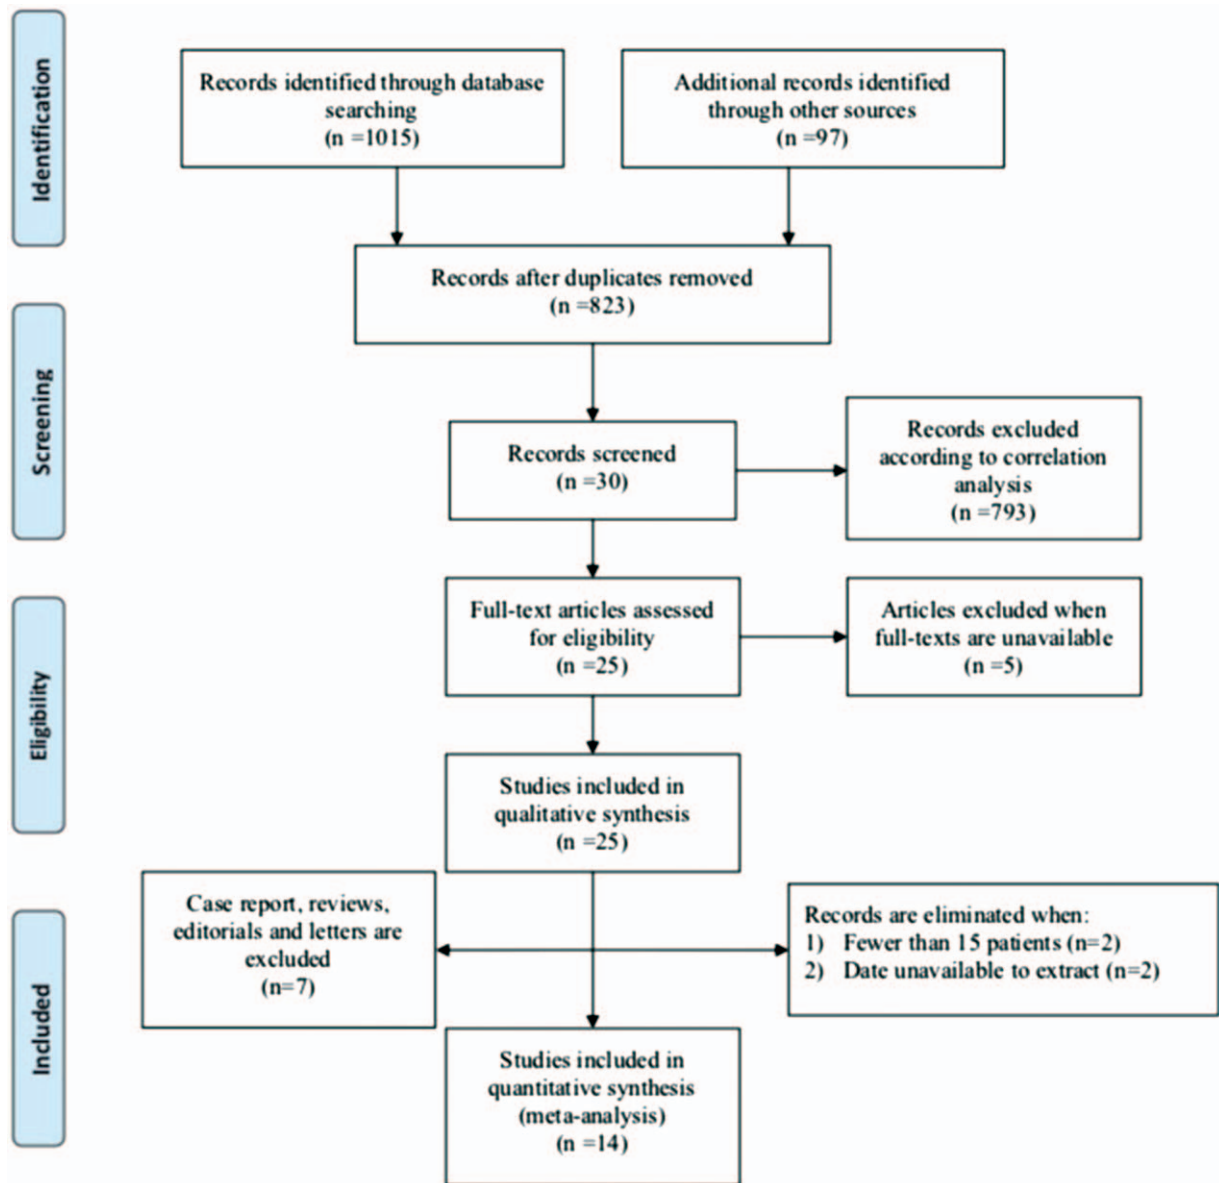 Identification
Records identified through database
searching
(n =1015)
Additional records identified
through other sources
(n =97)
Records after duplicates removed
(n =823)
Screening
Records screened
(n =30)
Records excluded
according to correlation
analysis
(n =793)
Eligibility
Full-text articles assessed
for eligibility
(n =25)
Articles excluded when
full-texts are unavailable
(n =5)
Studies included in
qualitative synthesis
(n =25)
Included
Case report, reviews,
editorials and letters are
excluded
(n=7)
Records are eliminated when:
1) Fewer than 15 patients (n=2)
2) Date unavailable to extract (n=2)
Studies included in
quantitative synthesis
(meta-analysis)
(n =14)